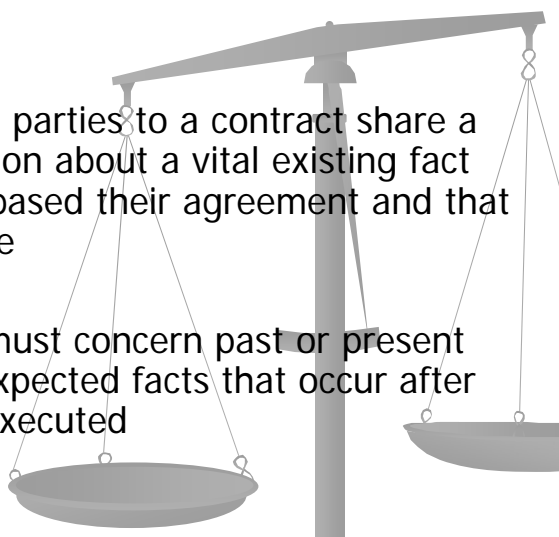 parties to a contract share a
on about a vital existing fact
based their agreement and that
e
must concern past or present
xpected facts that occur after
xecuted